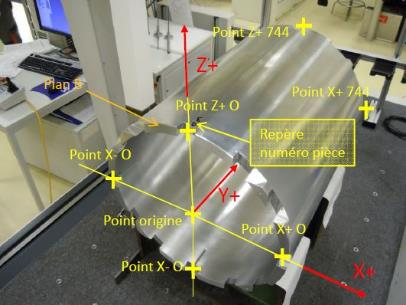 Point Z+ 744
Z+
Plan B
Point Z+ O
Point X+ 744
Repère
numéro pièce
Point X- O
Y+
Point origine
Point X+ O
Point X- O
X+